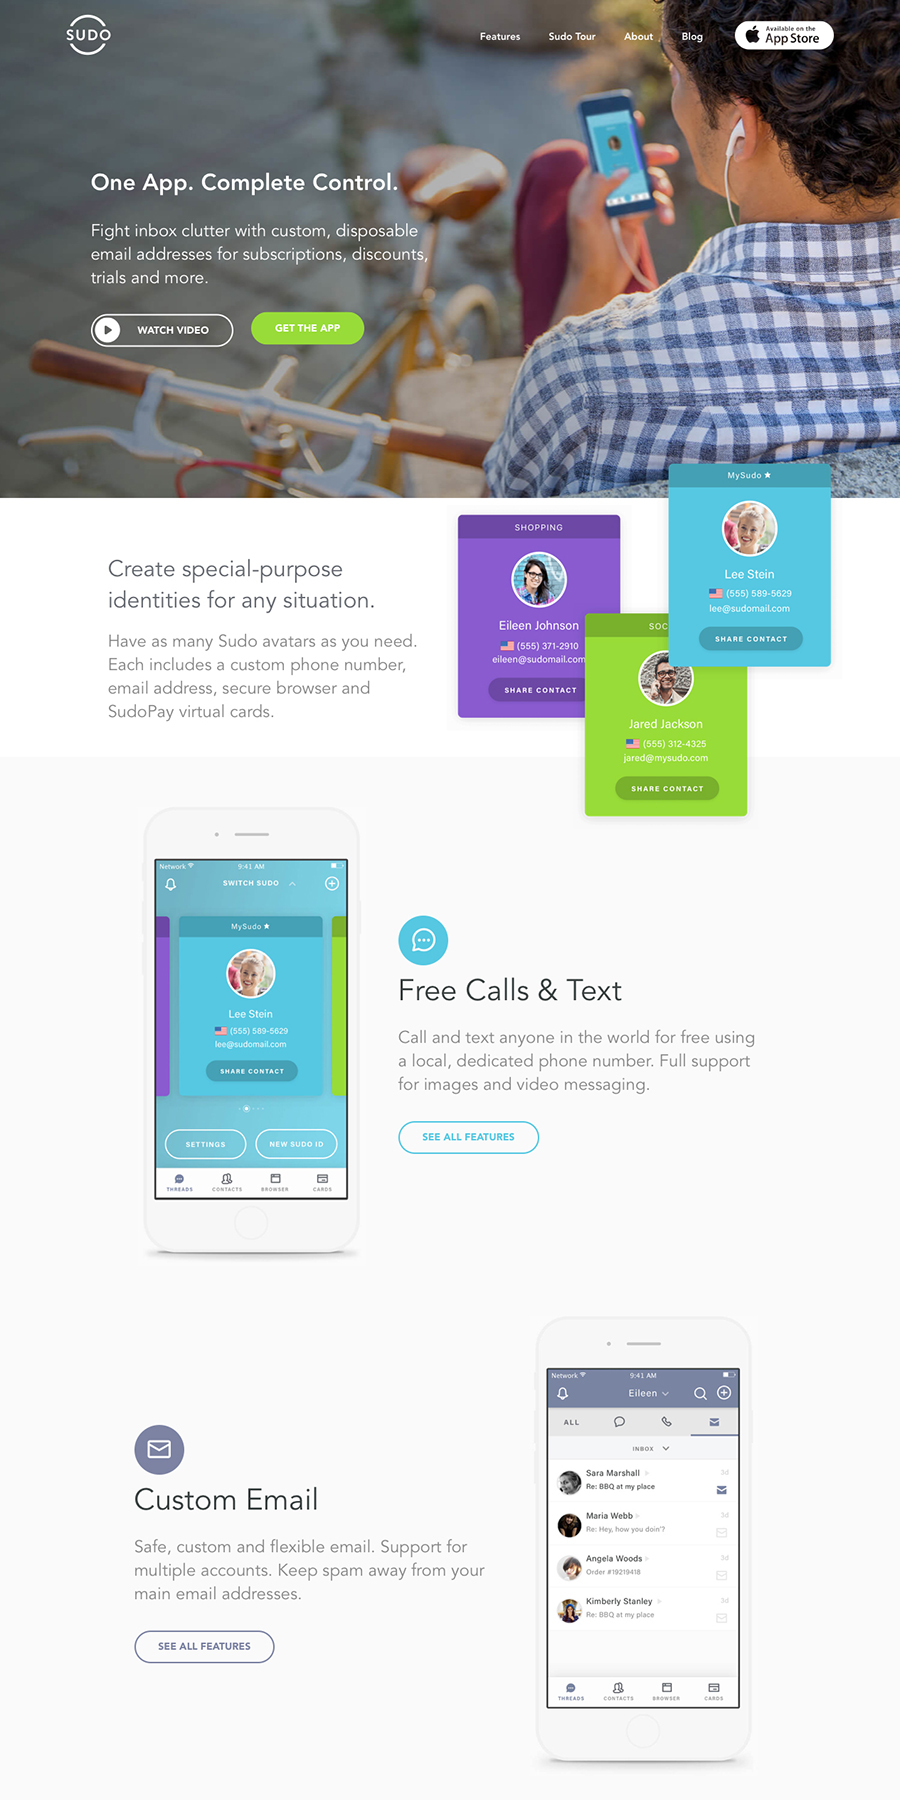 SUDO
Features
Sudo Tour
About
Blog
Available on the
App Store
One App. Complete Control.
Fight inbox clutter with custom, disposable
email addresses for subscriptions, discounts,
trials and more.
WATCH VIDEO
GET THE APP
Create special-purpose
identities for any situation.
Have as many Sudo avatars as you need.
Each includes a custom phone number,
email address, secure browser and
SudoPay virtual cards.
SHOPPING
Eileen Johnson
(555) 371-2910
eileen@sudomail.com
SHARE CONTACT
MySudo
Lee Stein
(555) 589-5629
lee@sudomail.com
SHARE CONTACT
SOC
Jared Jackson
(555) 312-4325
jared@mysudo.com
SHARE CONTACT
Network
9:41 AM
SWITCH SUDO
MySudo
Lee Stein
(555) 589-5629
lee@sudomail.com
SHARE CONTACT
SETTINGS
NEW SUDO ID
THREADS
CONTACTS
BROWSER
CARDS
Free Calls & Text
Call and text anyone in the world for free using
a local, dedicated phone number. Full support
for images and video messaging.
SEE ALL FEATURES
Custom Email
Safe, custom and flexible email. Support for
multiple accounts. Keep spam away from your
main email addresses.
SEE ALL FEATURES
Network
9:41 AM
Eileen
ALL
INBOX
Sara Marshall
3d
Re: BBQ at my place
Maria Webb
3d
Re: Hey, how you doin'?
Angela Woods
3d
Order #19219418
Kimberly Stanley
3d
Re: BBQ at my place
THREADS
CONTACTS
BROWSER
CARDS